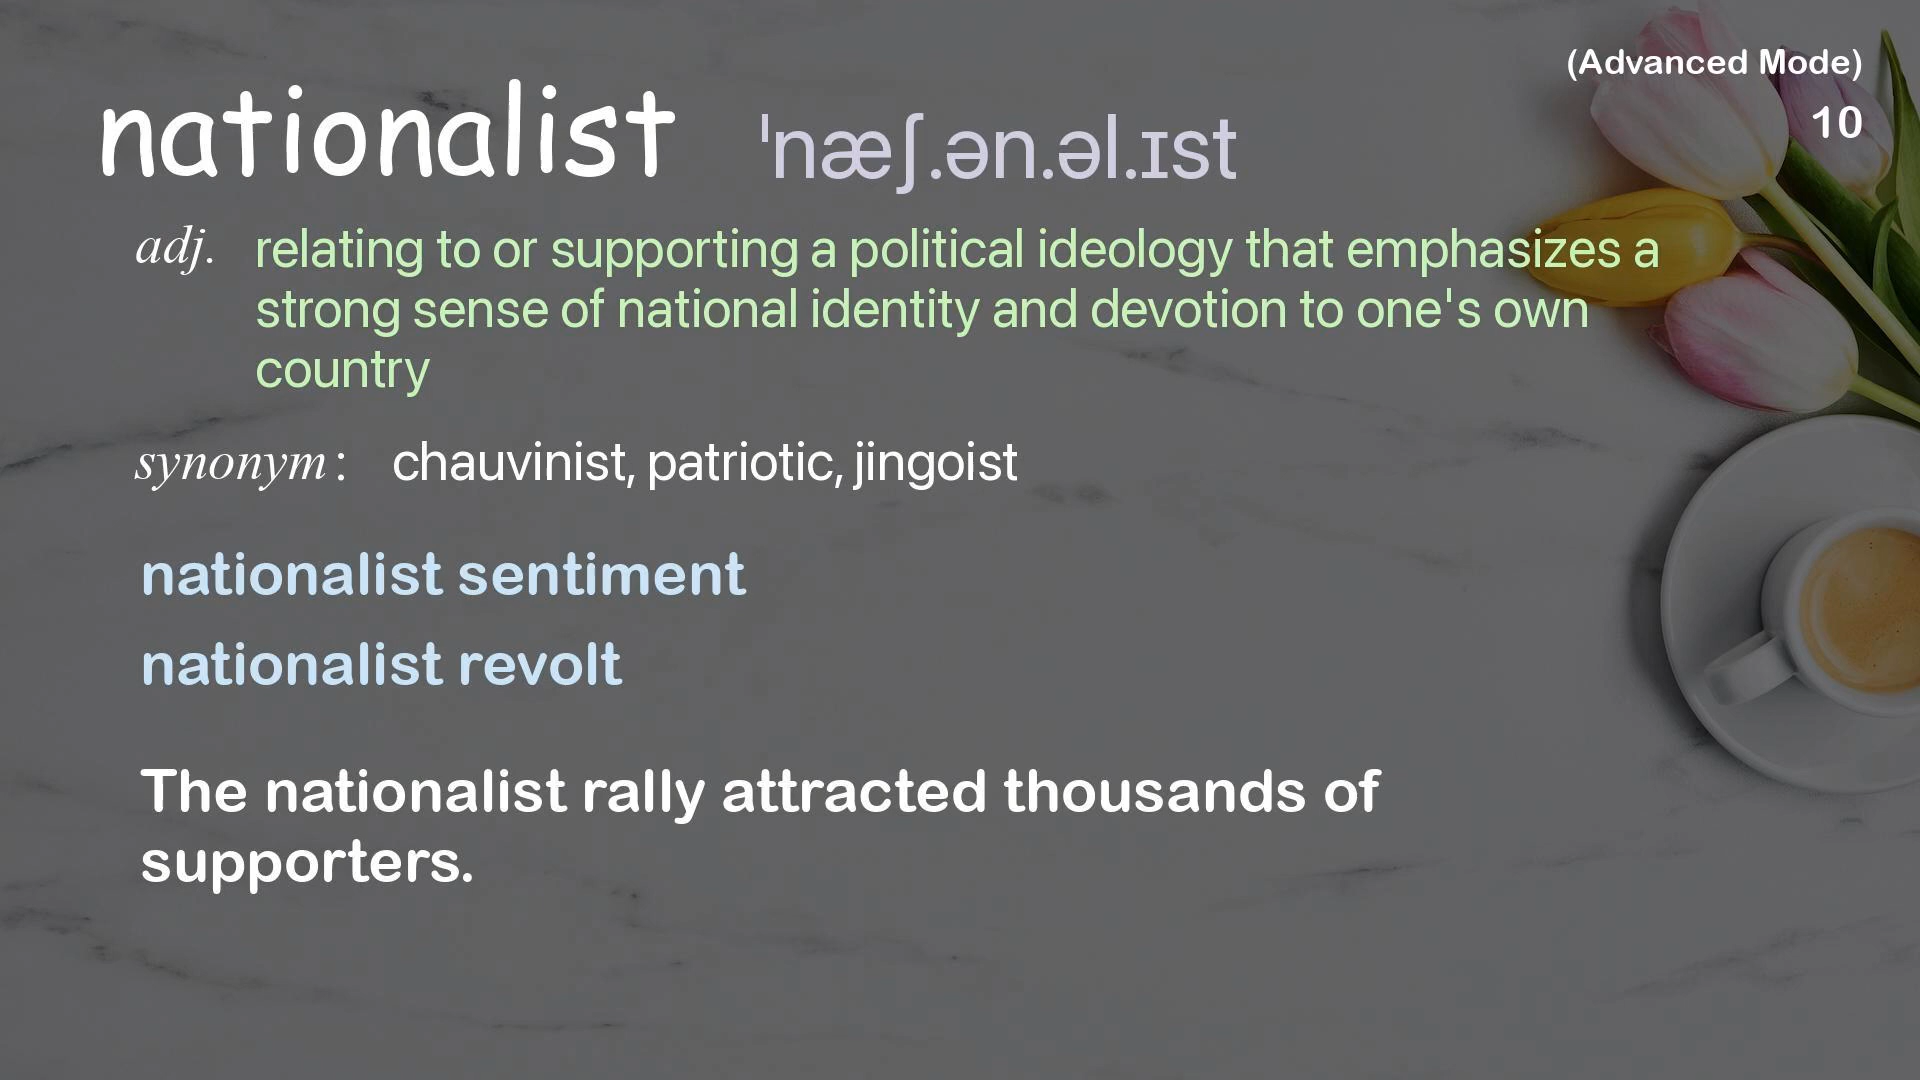 (Advanced Mode)
nationalist ˈnæʃ.ən.əl.ɪst
10
adj. relating to or supporting a political ideology that emphasizes a
strong sense of national identity and devotion to one's own
country
synonym : chauvinist, patriotic, jingoist
nationalist sentiment
nationalist revolt
The nationalist rally attracted thousands of
supporters.